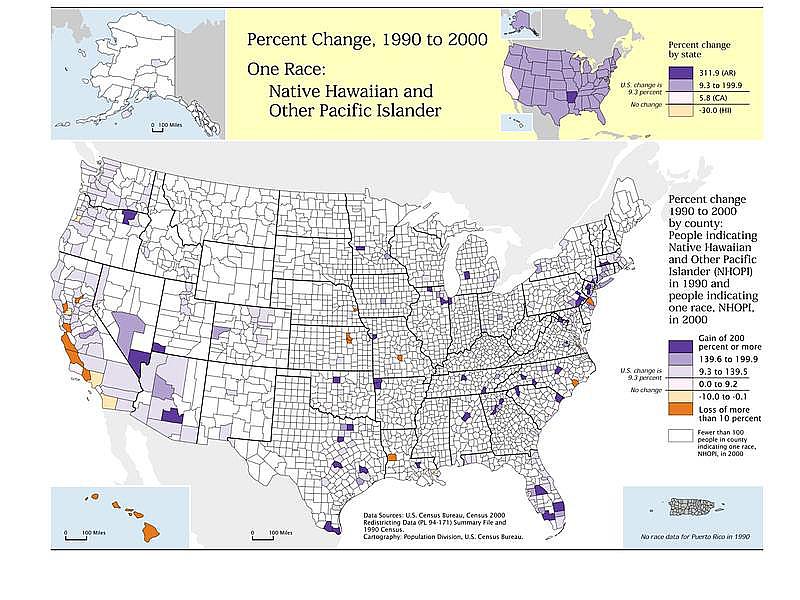 Percent Change, 1990 to 2000
One Race:
Native Hawaiian and
Other Pacific Islander
0 100 Miles
Percent change
by state
U.S. change is
9.3 percent
No change
311.9 (AR)
9.3 to 199.9
5.8 (CA)
-30.0 (HI)
Percent change
1990 to 2000
by county:
People indicating
Native Hawaiian
and Other Pacific
Islander (NHOPI)
in 1990 and
people indicating
one race, NHOPI,
in 2000
U.S. change is
9.3 percent
No change
Gain of 200
percent or more
139.6 to 199.9
9.3 to 139.5
0.0 to 9.2
-10.0 to -0.1
Loss of more
than 10 percent
Fewer than 100
people in county
indicating one race,
NHOPI, in 2000
0 100 Miles
0 100 Miles
Data Sources: U.S. Census Bureau, Census 2000
Redistricting Data (PL 94-171) Summary File and
1990 Census.
Cartography: Population Division, U.S. Census Bureau.
No race data for Puerto Rico in 1990